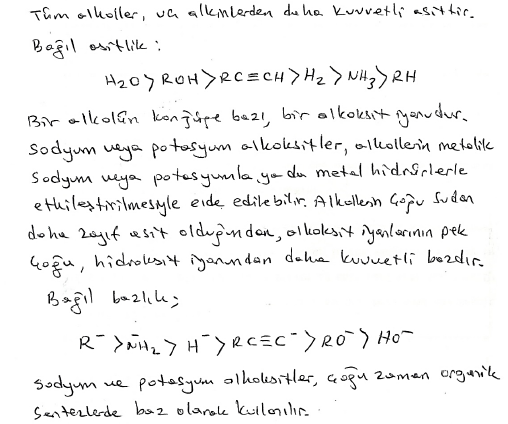 Tüm alkoller, uç alkinlerden daha kuvvetli asittir.
Bağıl asitlik :
H₂O > ROH > RC≡CH > H₂ > NH₃ > RH
Bir alkolün konjüge bazı, bir alkoksit iyonudur.
Sodyum veya potasyum alkoksitler, alkollerin metalik
Sodyum veya potasyumla ya da metal hidrürlerle
etkileştirilmesiyle elde edilebilir. Alkollerin çoğu sudan
daha zayıf asit olduğundan, alkoksit iyonlarının pek
çoğu, hidroksit iyonundan daha kuvvetli bazdır.
Bağıl bazlık ;
R⁻ > N̄H₂ > H⁻ > RC≡C⁻ > RO⁻ > HO⁻
Sodyum ve potasyum alkoksitler, çoğu zaman organik
Sentezlerde baz olarak kullanılır.